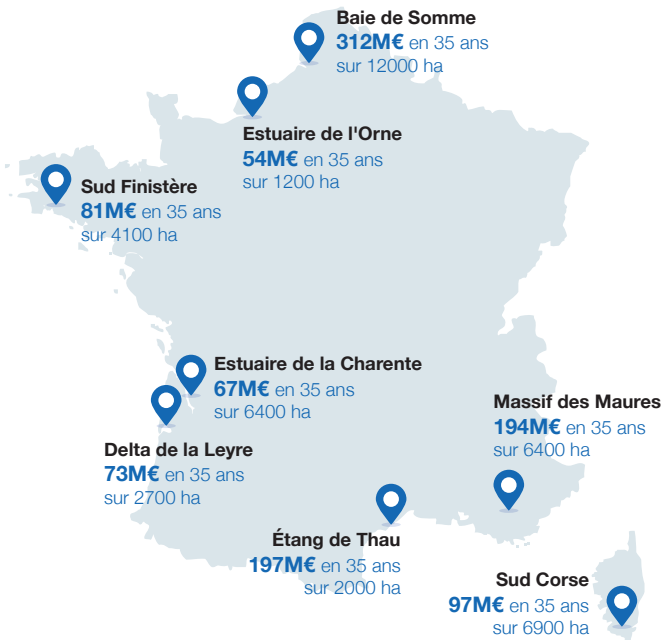 Baie de Somme
312M€ en 35 ans
sur 12000 ha
Estuaire de l'Orne
54M€ en 35 ans
sur 1200 ha
Sud Finistère
81M€ en 35 ans
sur 4100 ha
Estuaire de la Charente
67M€ en 35 ans
sur 6400 ha
Massif des Maures
194M€ en 35 ans
sur 6400 ha
Delta de la Leyre
73M€ en 35 ans
sur 2700 ha
Étang de Thau
197M€ en 35 ans
sur 2000 ha
Sud Corse
97M€ en 35 ans
sur 6900 ha